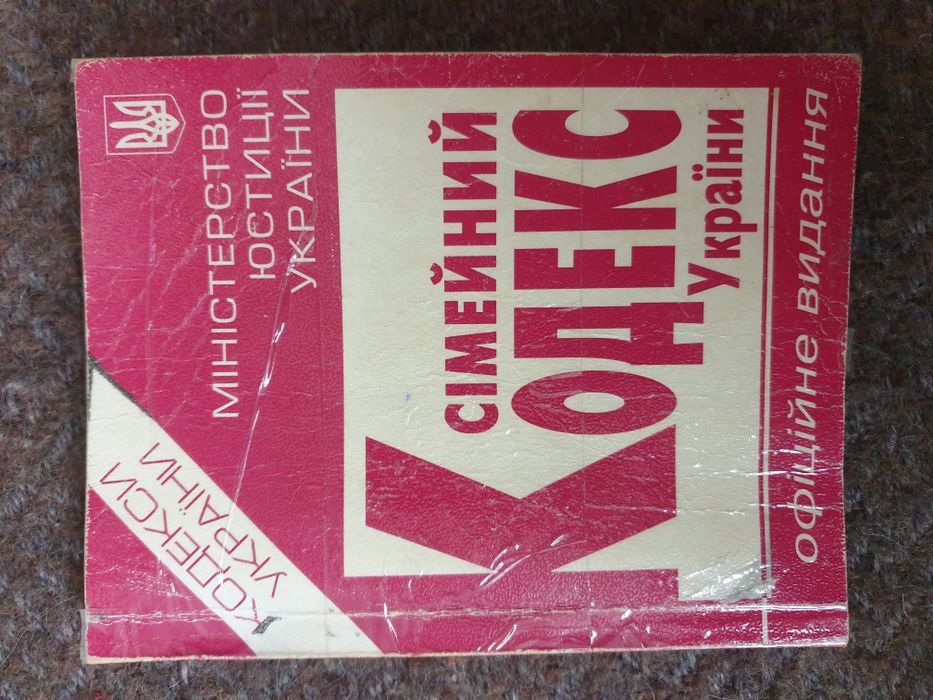 КОДЕКСИ
УКРАЇНИ
МІНІСТЕРСТВО
ЮСТИЦІЇ
УКРАЇНИ
СІМЕЙНИЙ
КОДЕКС
України
офіційне видання